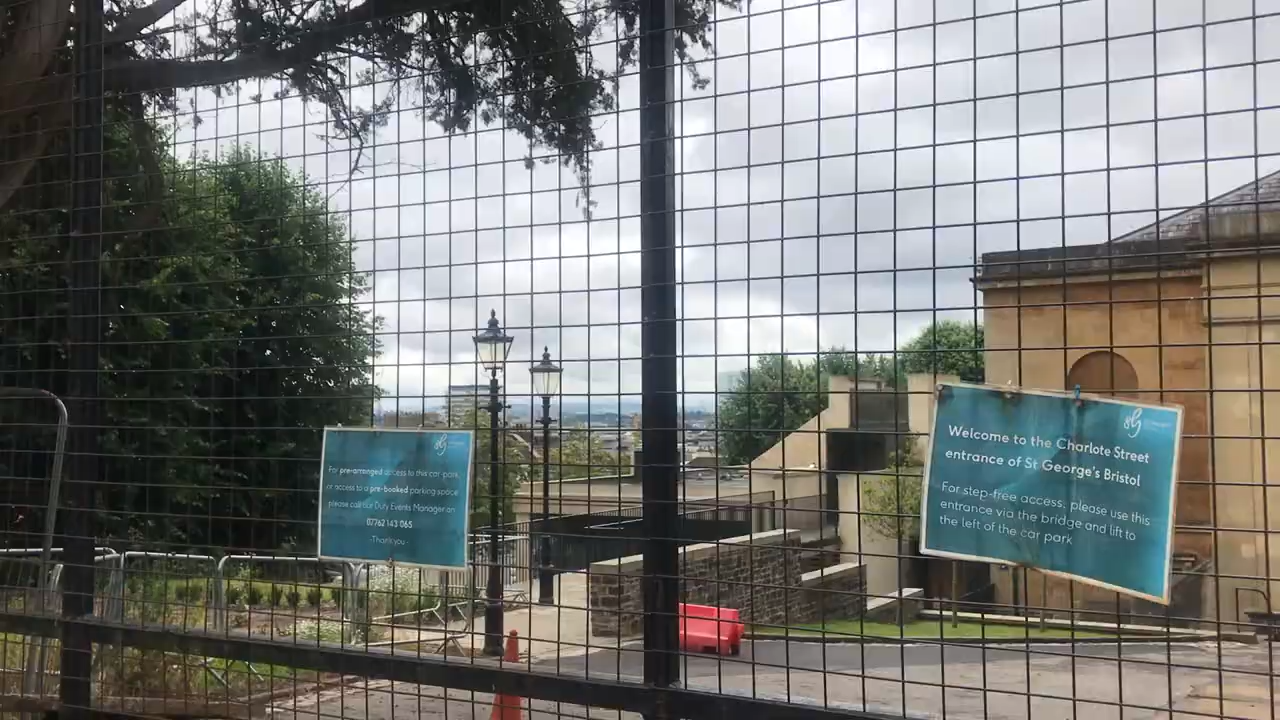 For pre-arranged access to this car park
or access to a pre-booked parking space
please call our Duty Events Manager on
07762 143 065
-Thank you-
sg
Welcome to the Charlote Street
entrance of St George's Bristol
For step-free access, please use this
entrance via the bridge and lift to
the left of the car park